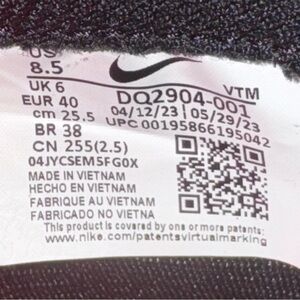 US
8.5
VTM
UK 6
DQ2904-001
EUR 40
04/12/23 | 05/29/23
cm 25.5
UPC 00195866195042
BR 38
CN 255(2.5)
04JYCSEM5FG0X
MADE IN VIETNAM
HECHO EN VIETNAM
FABRIQUE AU VIETNAM
FABRICADO NO VIETNA
This product is covered by one or more patents
www.nike.com/patentsvirtualmarking